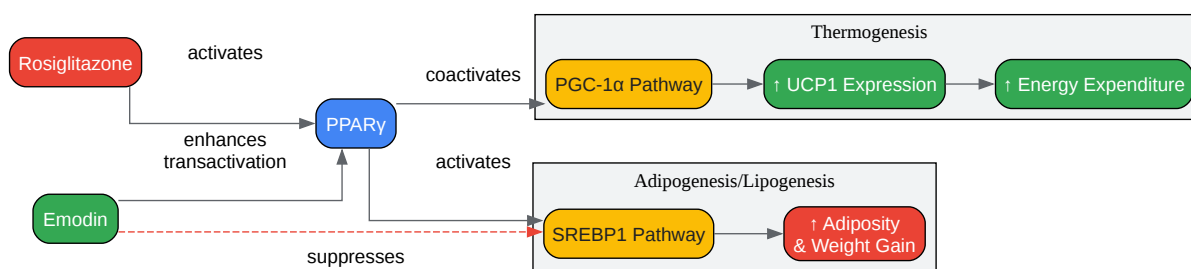 Thermogenesis
Rosiglitazone
activates
coactivates
PGC-1α Pathway
↑ UCP1 Expression
↑ Energy Expenditure
PPARγ
enhances
transactivation
activates
Adipogenesis/Lipogenesis
Emodin
SREBP1 Pathway
↑ Adiposity
& Weight Gain
suppresses